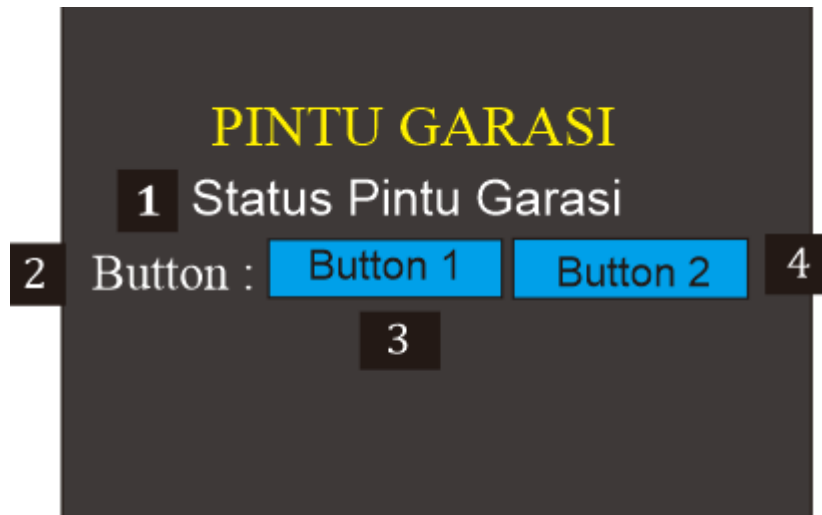 PINTU GARASI
1 Status Pintu Garasi
2 Button : Button 1 Button 2 4
3